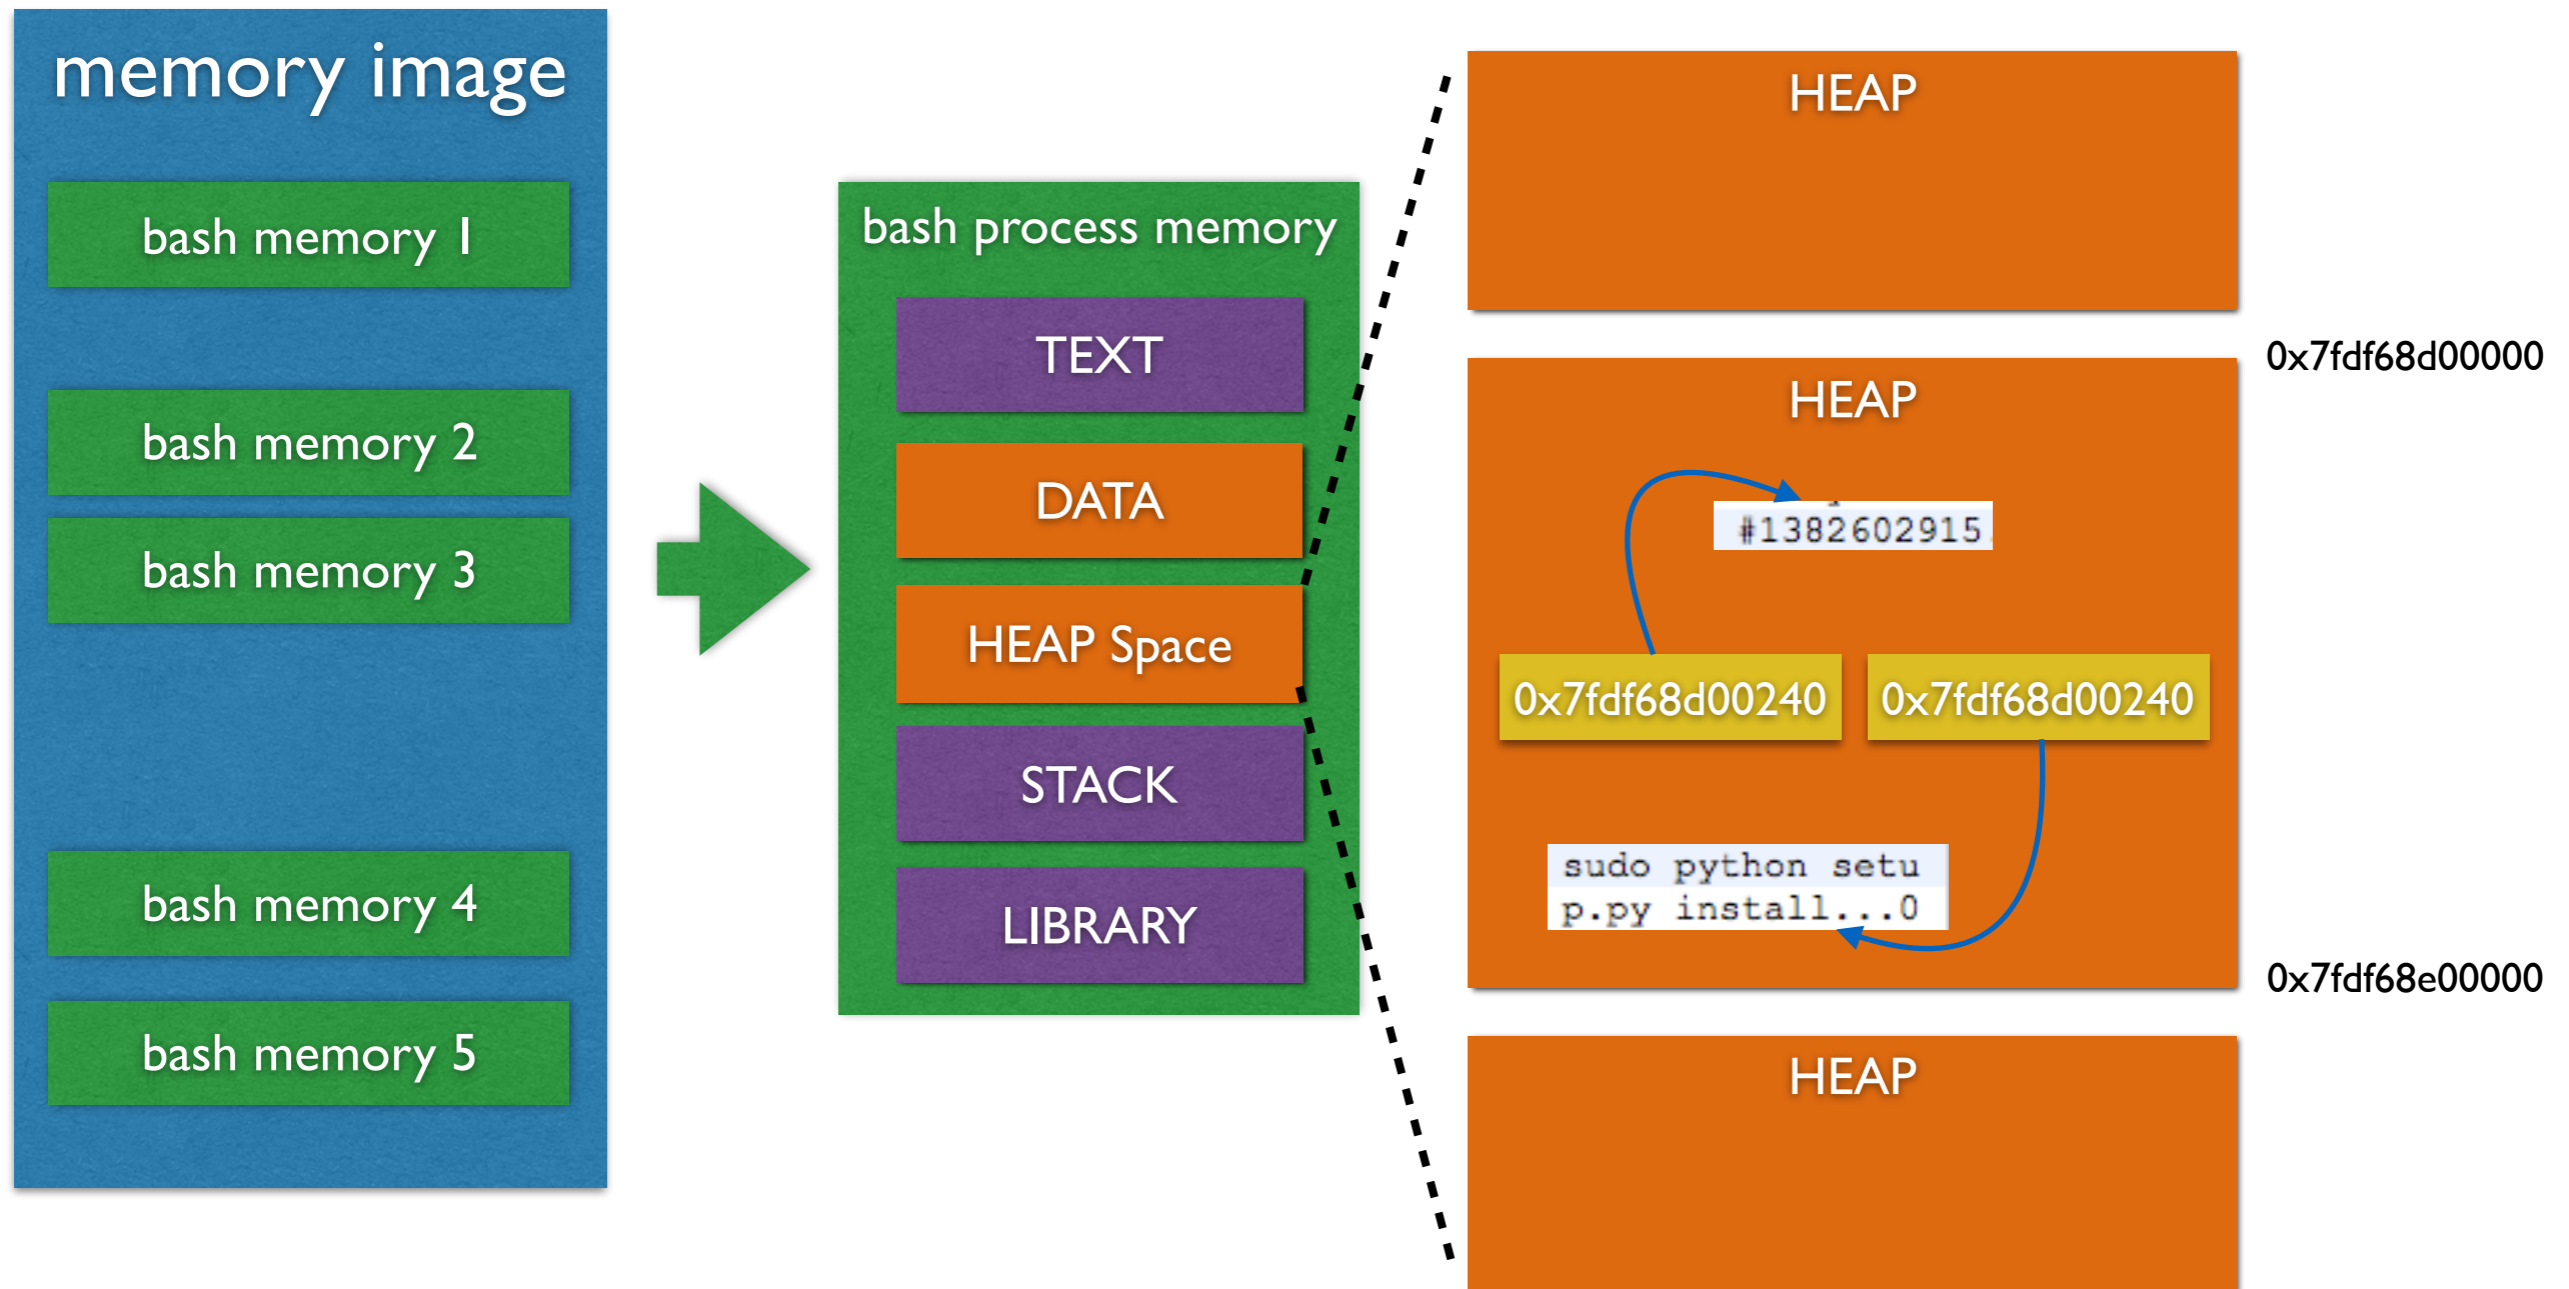 memory image
bash memory 1
bash memory 2
bash memory 3
bash memory 4
bash memory 5
bash process memory
TEXT
DATA
HEAP Space
STACK
LIBRARY
HEAP
0x7fdf68d00000
HEAP
#1382602915
0x7fdf68d00240
0x7fdf68d00240
sudo python setu
p.py install...0
0x7fdf68e00000
HEAP